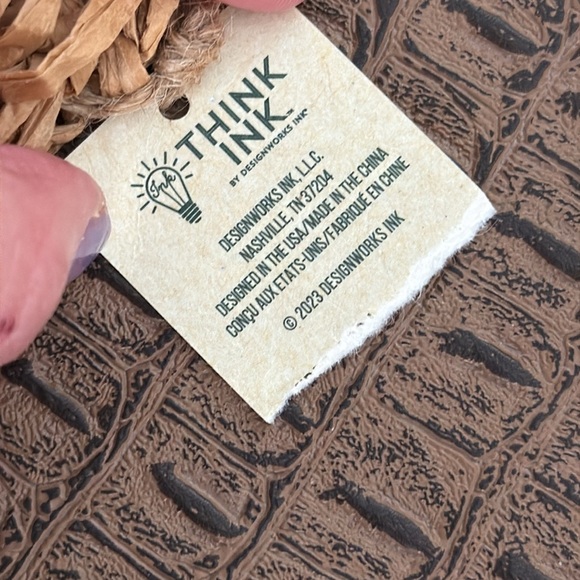 Ink
THINK
INK™
BY DESIGNWORKS INK®
DESIGNWORKS INK, LLC.
NASHVILLE, TN 37204
DESIGNED IN THE USA/MADE IN THE CHINA
CONÇU AUX ETATS-UNIS/FABRIQUÉ EN CHINE
© 2023 DESIGNWORKS INK